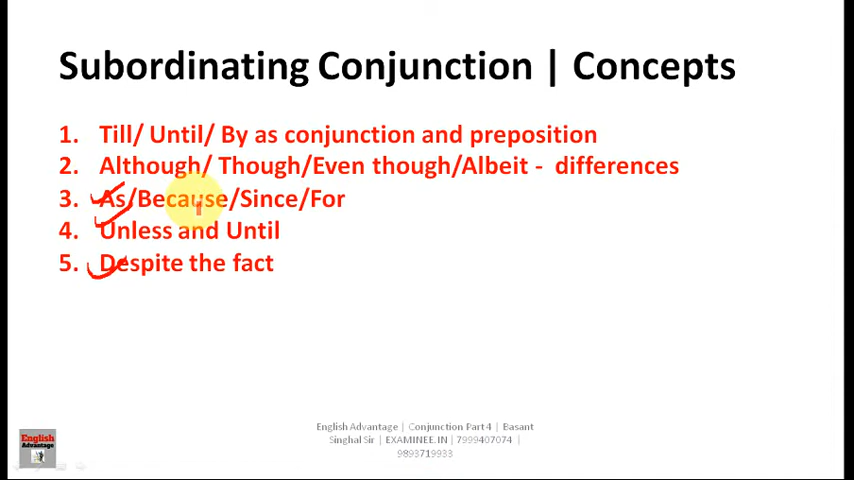 Subordinating Conjunction | Concepts
1. Till/ Until/ By as conjunction and preposition
2. Although/ Though/Even though/Albeit - differences
3. As/Because/Since/For
4. Unless and Until
5. Despite the fact
English Advantage | Conjunction Part 4 | Basant
Singhal Sir | EXAMINEE.IN | 7999407074 |
9893719933
English
Advantage